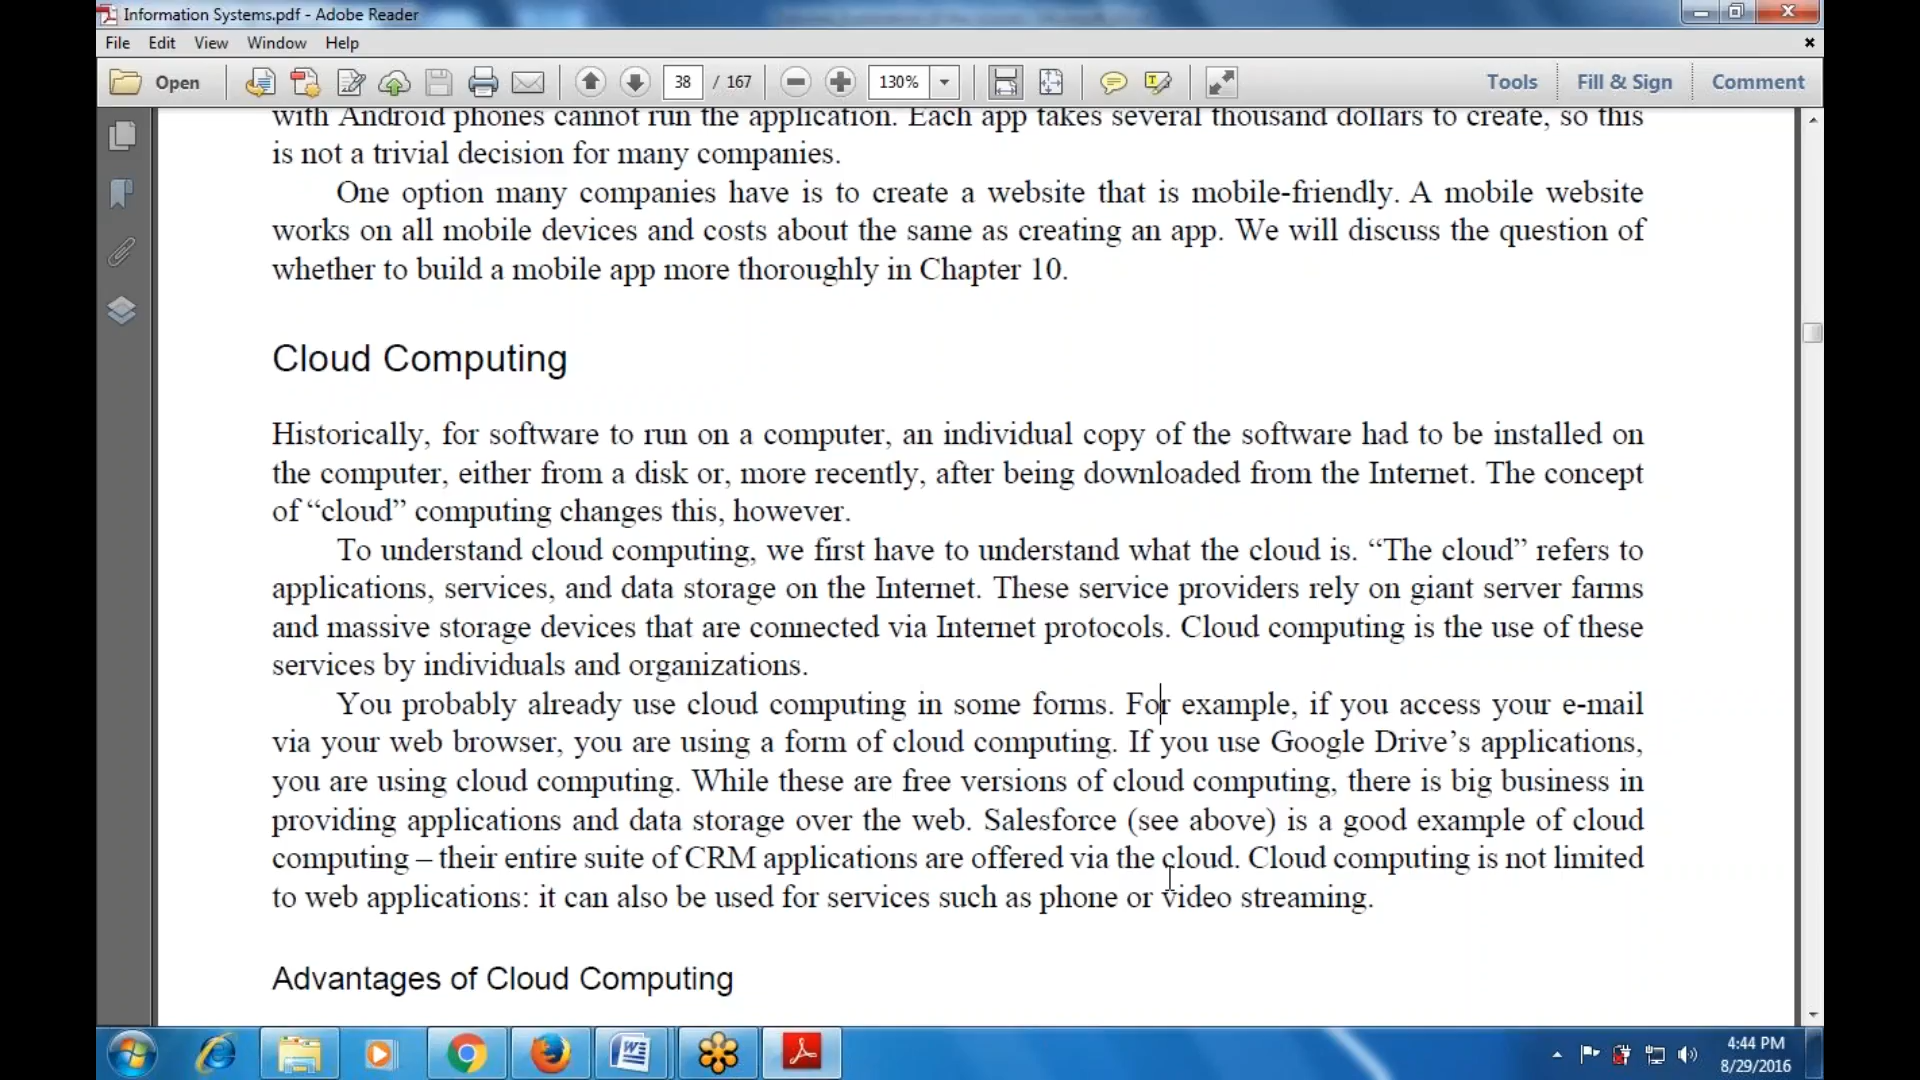 Information Systems.pdf - Adobe Reader
File Edit View Window Help
Open 38 / 167 130% Tools Fill & Sign Comment
with Android phones cannot run the application. Each app takes several thousand dollars to create, so this
is not a trivial decision for many companies.
One option many companies have is to create a website that is mobile-friendly. A mobile website
works on all mobile devices and costs about the same as creating an app. We will discuss the question of
whether to build a mobile app more thoroughly in Chapter 10.
Cloud Computing
Historically, for software to run on a computer, an individual copy of the software had to be installed on
the computer, either from a disk or, more recently, after being downloaded from the Internet. The concept
of “cloud” computing changes this, however.
To understand cloud computing, we first have to understand what the cloud is. “The cloud” refers to
applications, services, and data storage on the Internet. These service providers rely on giant server farms
and massive storage devices that are connected via Internet protocols. Cloud computing is the use of these
services by individuals and organizations.
You probably already use cloud computing in some forms. For example, if you access your e-mail
via your web browser, you are using a form of cloud computing. If you use Google Drive’s applications,
you are using cloud computing. While these are free versions of cloud computing, there is big business in
providing applications and data storage over the web. Salesforce (see above) is a good example of cloud
computing – their entire suite of CRM applications are offered via the cloud. Cloud computing is not limited
to web applications: it can also be used for services such as phone or video streaming.
Advantages of Cloud Computing
4:44 PM
8/29/2016